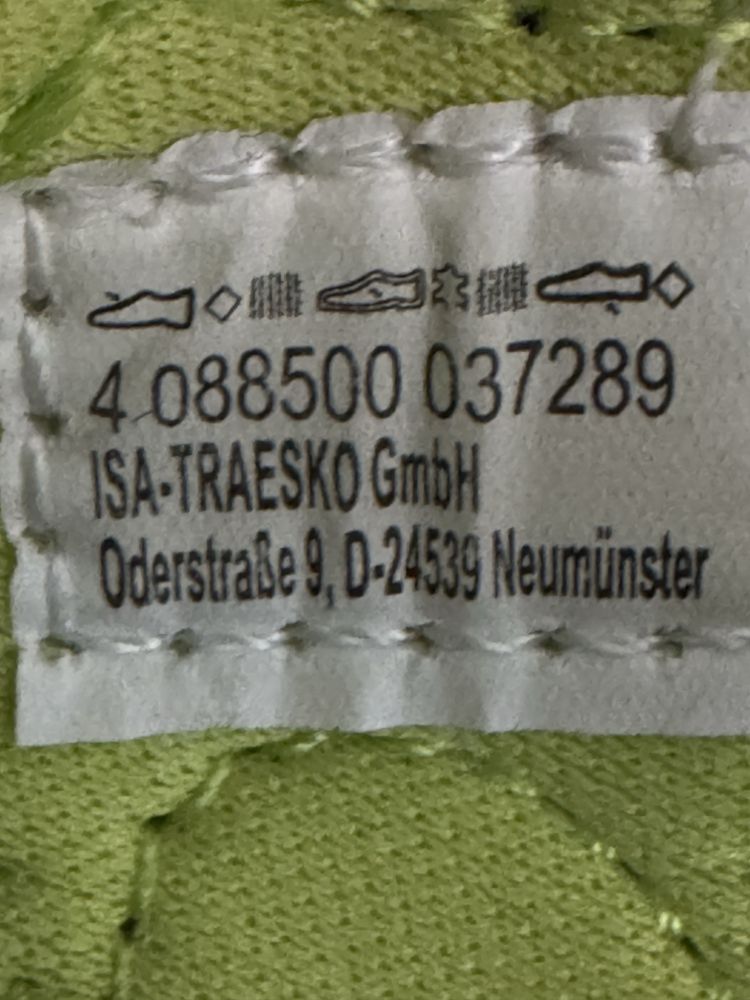 4 088500 037289
ISA-TRAESKO GmbH
Oderstraße 9, D-24539 Neumünster